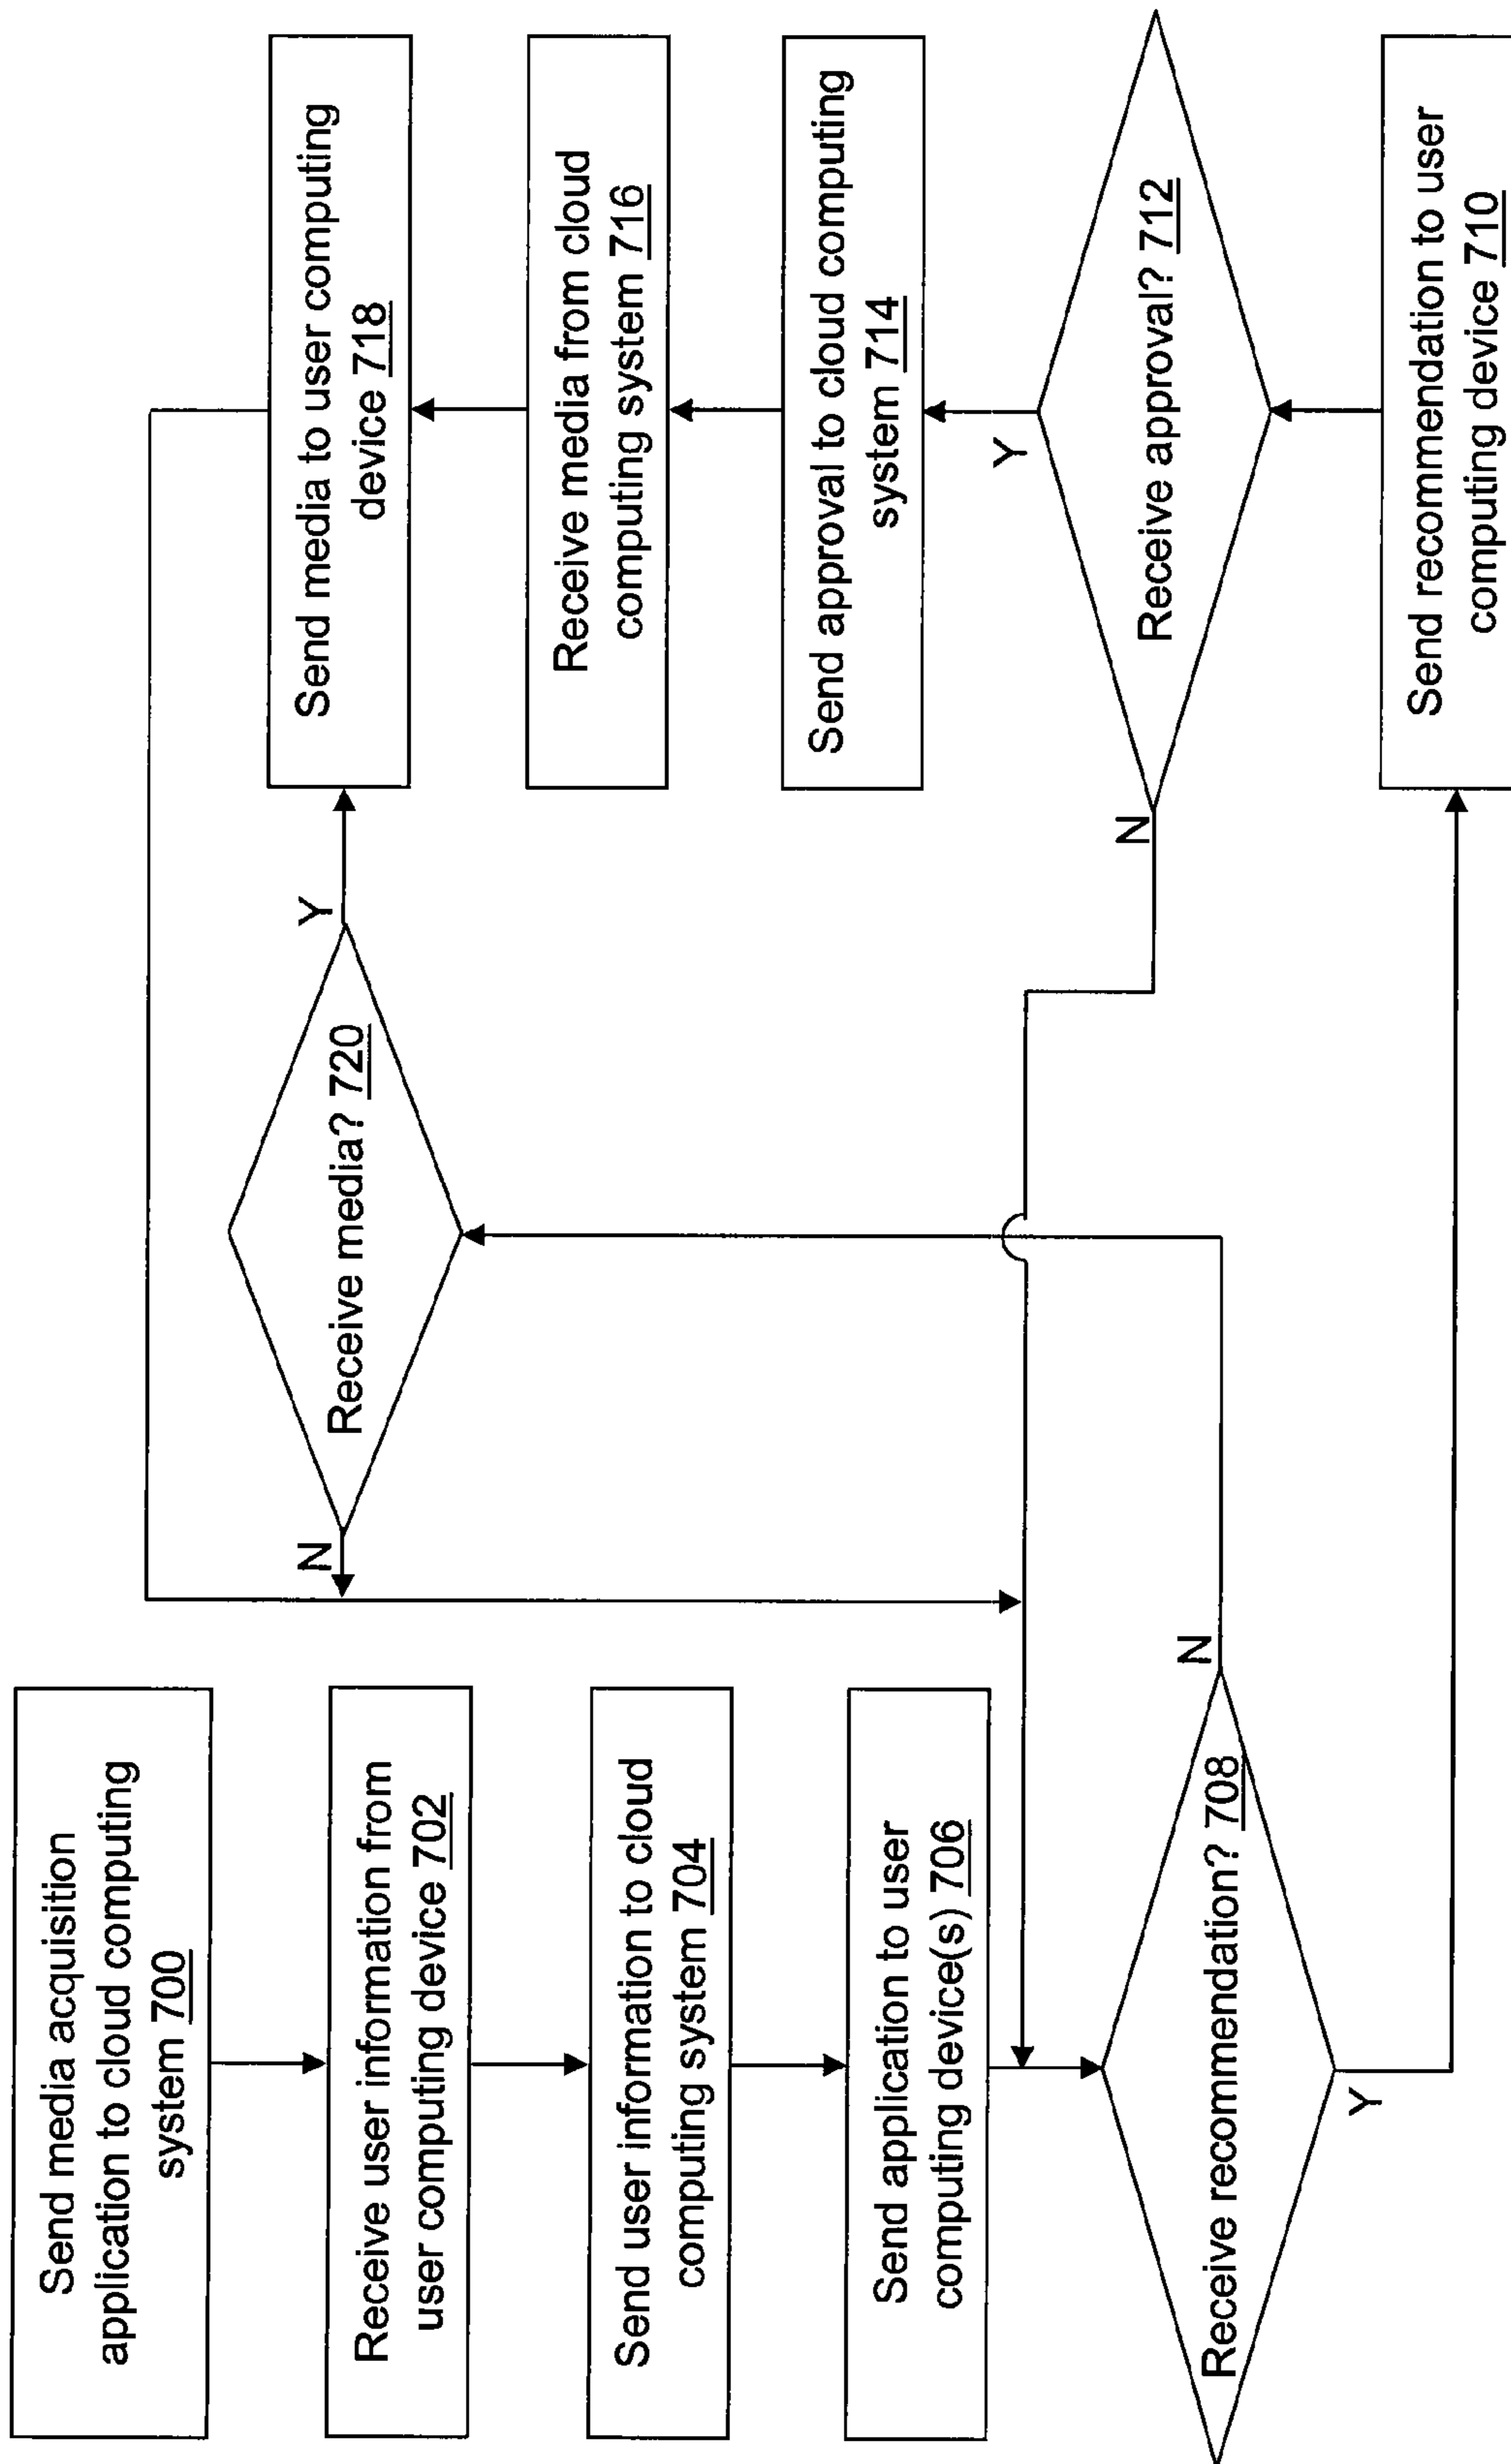 Send media acquisition
application to cloud computing
system 700
Receive user information from
user computing device 702
Send user information to cloud
computing system 704
Send application to user
computing device(s) 706
Receive recommendation? 708
N
Y
Receive media? 720
N
Y
Send media to user computing
device 718
Receive media from cloud
computing system 716
Send approval to cloud computing
system 714
Y
Receive approval? 712
N
Send recommendation to user
computing device 710